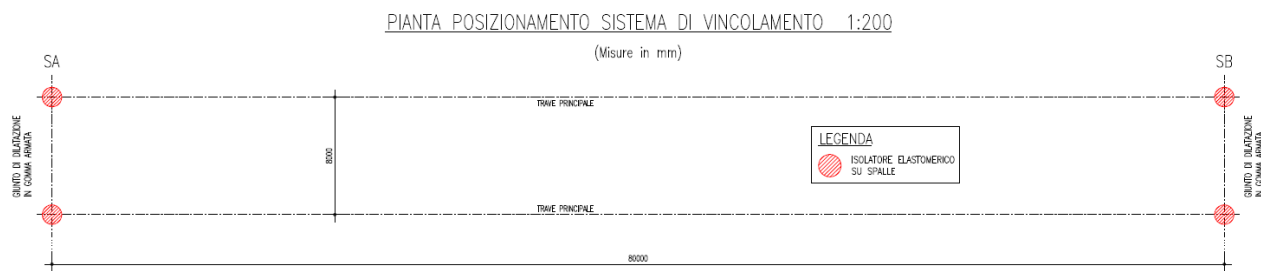 PIANTA POSIZIONAMENTO SISTEMA DI VINCOLAMENTO 1:200
(Misure in mm)
SA
SB
GIUNTO DI DILATAZIONE
IN GOMMA ARMATA
TRAVE PRINCIPALE
8000
LEGENDA
ISOLATORE ELASTOMERICO
SU SPALLE
GIUNTO DI DILATAZIONE
IN GOMMA ARMATA
TRAVE PRINCIPALE
80000